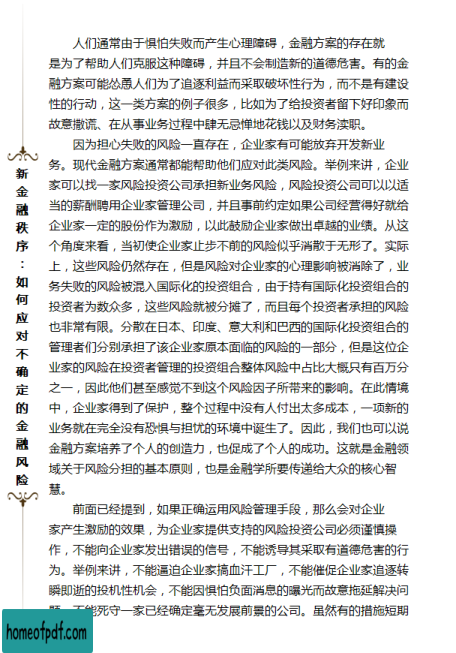 人们通常由于惧怕失败而产生心理障碍，金融方案的存在就
是为了帮助人们克服这种障碍，并且不会制造新的道德危害。有的金
融方案可能怂恿人们为了追逐利益而采取破坏性行为，而不是有建设
性的行动，这一类方案的例子很多，比如为了给投资者留下好印象而
故意撒谎、在从事业务过程中肆无忌惮地花钱以及财务渎职。
因为担心失败的风险一直存在，企业家有可能放弃开发新业
务。现代金融方案通常都能帮助他们应对此类风险。举例来讲，企业
家可以找一家风险投资公司承担新业务风险，风险投资公司可以以适
当的薪酬聘用企业家管理公司，并且事前约定如果公司经营得好就给
企业家一定的股份作为激励，以此鼓励企业家做出卓越的业绩。从这
个角度来看，当初使企业家止步不前的风险似乎消散于无形了。实际
上，这些风险仍然存在，但是风险对企业家的心理影响被消除了，业
务失败的风险被混入国际化的投资组合，由于持有国际化投资组合的
投资者为数众多，这些风险就被分摊了，而且每个投资者承担的风险
也非常有限。分散在日本、印度、意大利和巴西的国际化投资组合的
管理者们分别承担了该企业家原本面临的风险的一部分，但是这位企
业家的风险在投资者管理的投资组合整体风险中占比大概只有百万分
之一，因此他们甚至感觉不到这个风险因子所带来的影响。在此情境
中，企业家得到了保护，整个过程中没有人付出太多成本，一项新的
业务就在完全没有恐惧与担忧的环境中诞生了。因此，我们也可以说
金融方案培养了个人的创造力，也促成了个人的成功。这就是金融领
域关于风险分担的基本原则，也是金融学所要传递给大众的核心智
慧。
前面已经提到，如果正确运用风险管理手段，那么会对企业
家产生激励的效果，为企业家提供支持的风险投资公司必须谨慎操
作，不能向企业家发出错误的信号，不能诱导其采取有道德危害的行
为。举例来讲，不能逼迫企业家搞血汗工厂，不能催促企业家追逐转
瞬即逝的投机性机会，不能因惧怕负面消息的曝光而故意拖延解决问
不能死守一家已经确定毫无发展前景的公司。虽然有的措施短期
新金融秩序：如何应对不确定的金融风险
homeofpdf.com